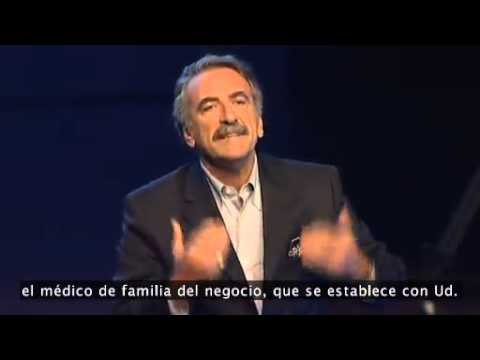 el médico de familia del negocio, que se establece con Ud.